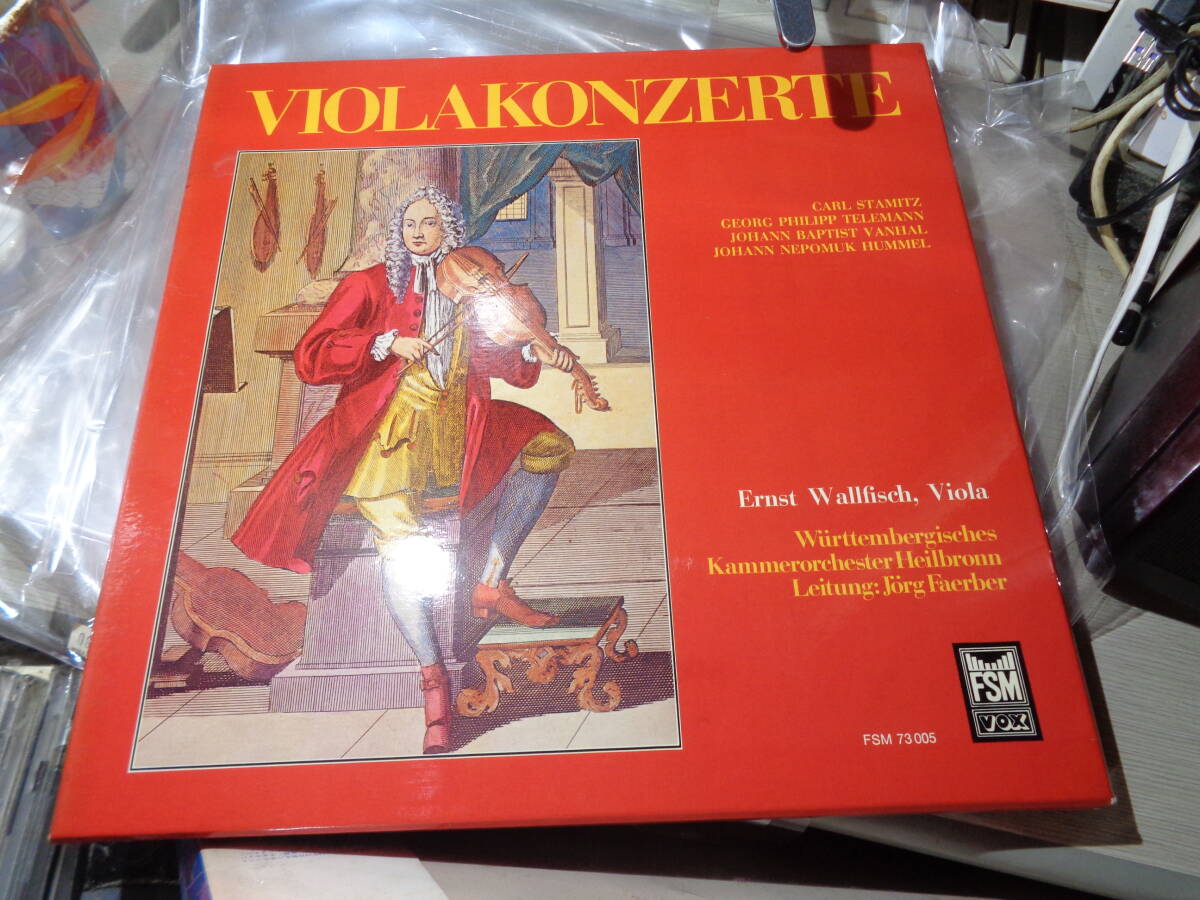 VIOLAKONZERTE
CARL STAMITZ
GEORG PHILIPP TELEMANN
JOHANN BAPTIST VANHAL
JOHANN NEPOMUK HUMMEL
Ernst Wallfisch, Viola
Württembergisches
Kammerorchester Heilbronn
Leitung: Jörg Faerber
FSM
VOX
FSM 73 005